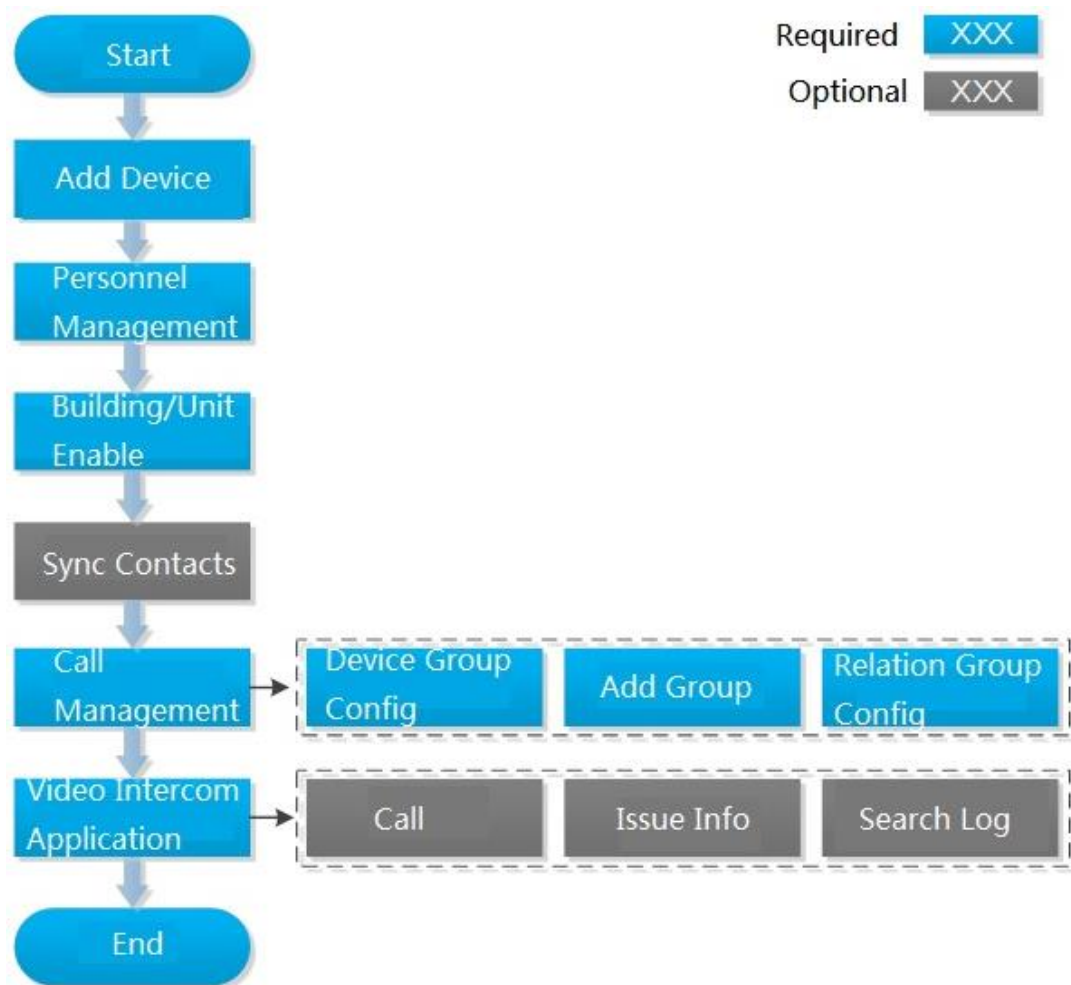 Start
Required XXX
Optional XXX
Add Device
Personnel
Management
Building/Unit
Enable
Sync Contacts
Call
Management
Device Group
Config
Add Group
Relation Group
Config
Video Intercom
Application
Call
Issue Info
Search Log
End